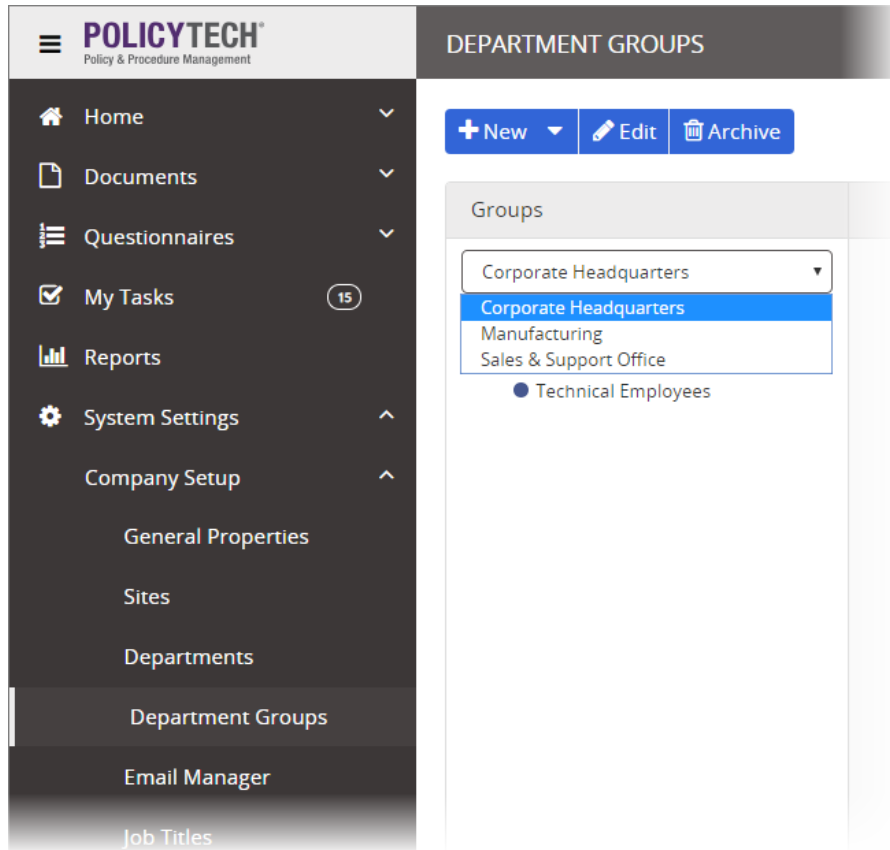 POLICYTECH®
Policy & Procedure Management
DEPARTMENT GROUPS
Home
Documents
Questionnaires
My Tasks 15
Reports
System Settings
Company Setup
General Properties
Sites
Departments
Department Groups
Email Manager
Job Titles
New Edit Archive
Groups
Corporate Headquarters
Corporate Headquarters
Manufacturing
Sales & Support Office
Technical Employees